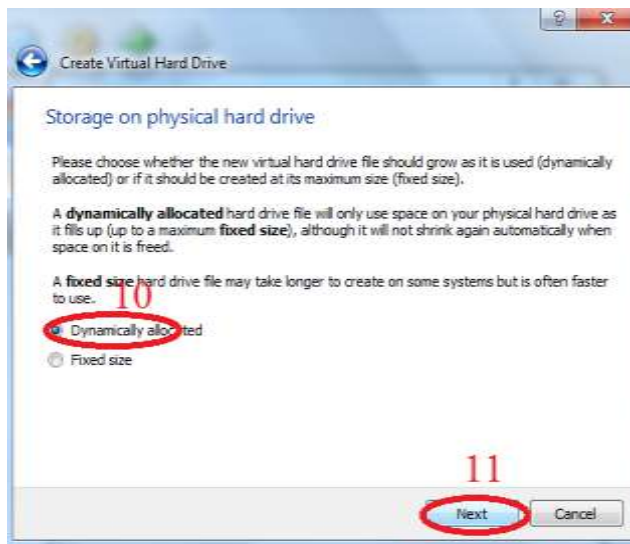 Create Virtual Hard Drive
Storage on physical hard drive
Please choose whether the new virtual hard drive file should grow as it is used (dynamically
allocated) or if it should be created at its maximum size (fixed size).
A dynamically allocated hard drive file will only use space on your physical hard drive as
it fills up (up to a maximum fixed size), although it will not shrink again automatically when
space on it is freed.
A fixed size hard drive file may take longer to create on some systems but is often faster
to use.
10
Dynamically allocated
Fixed size
11
Next
Cancel